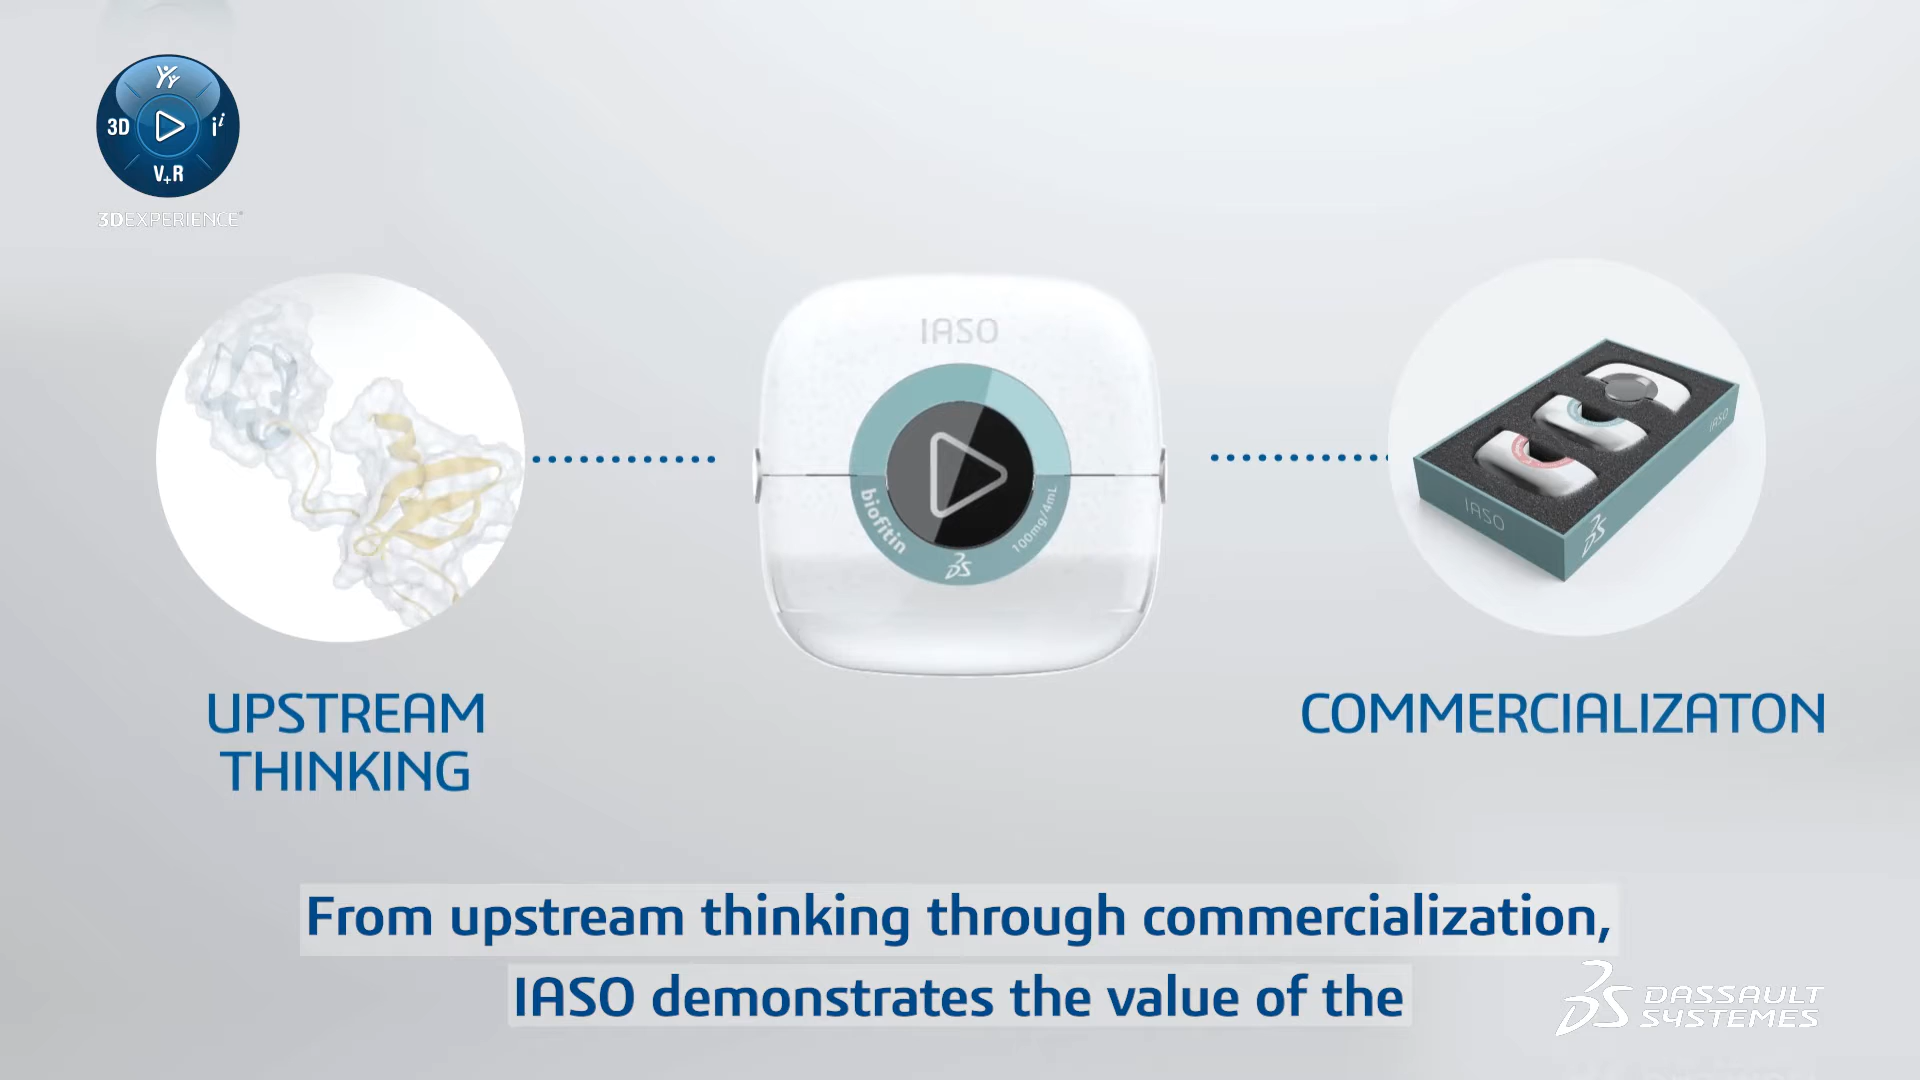 3D
i
V+R
3DEXPERIENCE
IASO
biofitin
100mg/4mL
IASO
IASO
UPSTREAM
THINKING
COMMERCIALIZATON
From upstream thinking through commercialization,
IASO demonstrates the value of the
DASSAULT
SYSTEMES